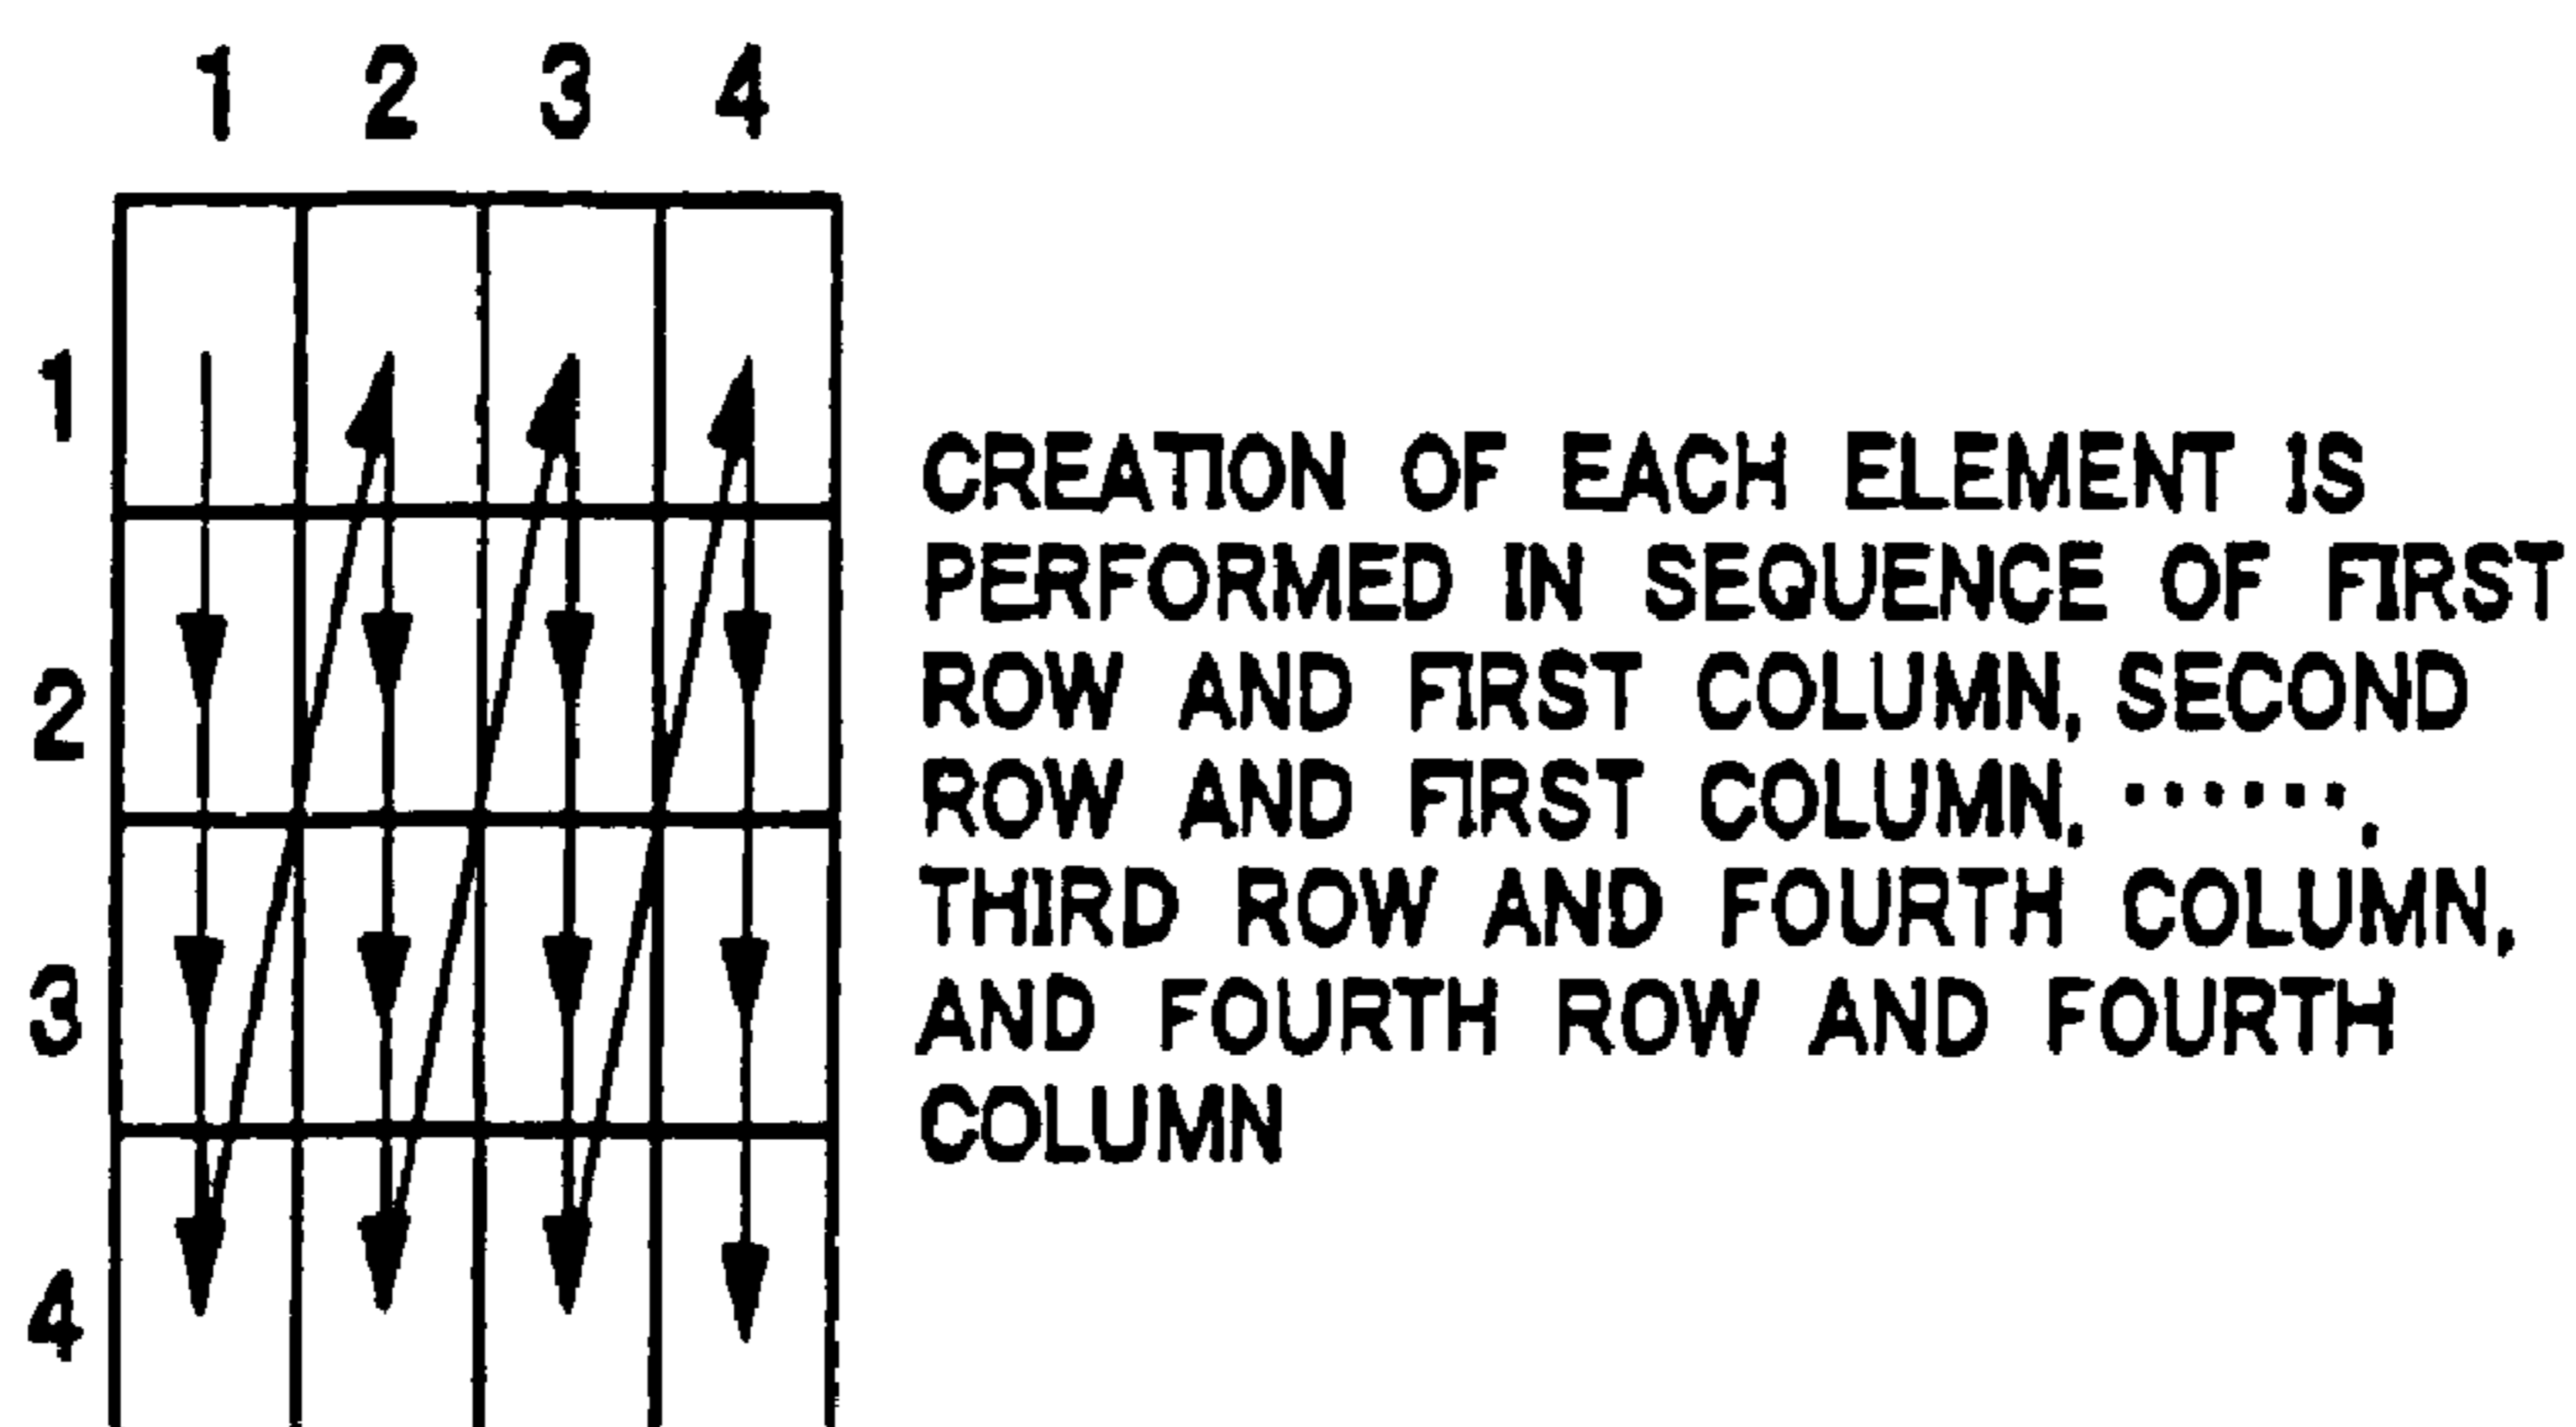 1 2 3 4
1
CREATION OF EACH ELEMENT IS
PERFORMED IN SEQUENCE OF FIRST
ROW AND FIRST COLUMN, SECOND
2
ROW AND FIRST COLUMN, ······,
THIRD ROW AND FOURTH COLUMN,
3
AND FOURTH ROW AND FOURTH
COLUMN
4